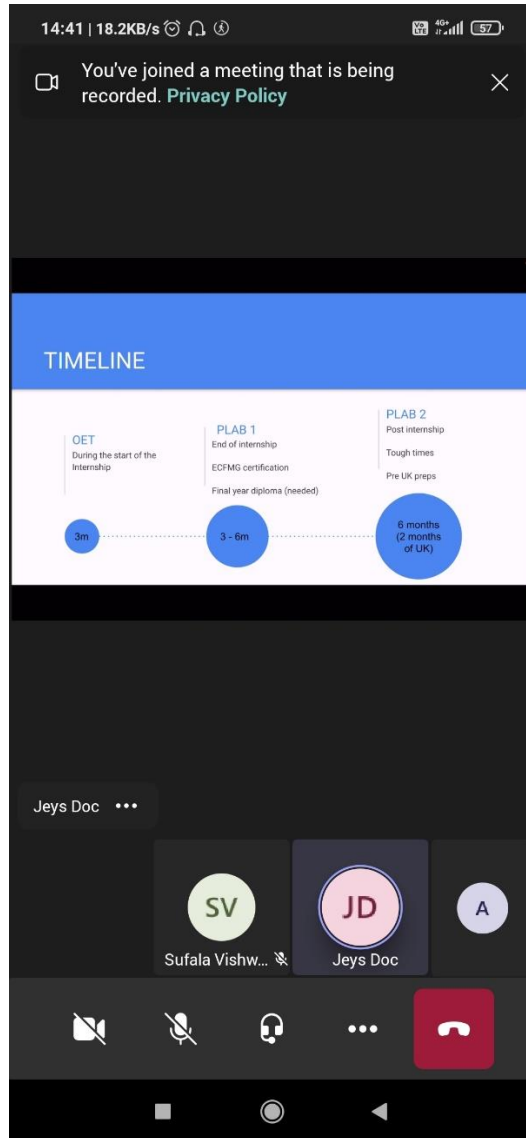 14:41 | 18.2KB/s
Vo LTE 4G+ 57
You've joined a meeting that is being
recorded. Privacy Policy
TIMELINE
OET
During the start of the
Internship
3m
PLAB 1
End of internship
ECFMG certification
Final year diploma (needed)
3 - 6m
PLAB 2
Post internship
Tough times
Pre UK preps
6 months
(2 months
of UK)
Jeys Doc •••
SV
Sufala Vishw...
JD
Jeys Doc
A